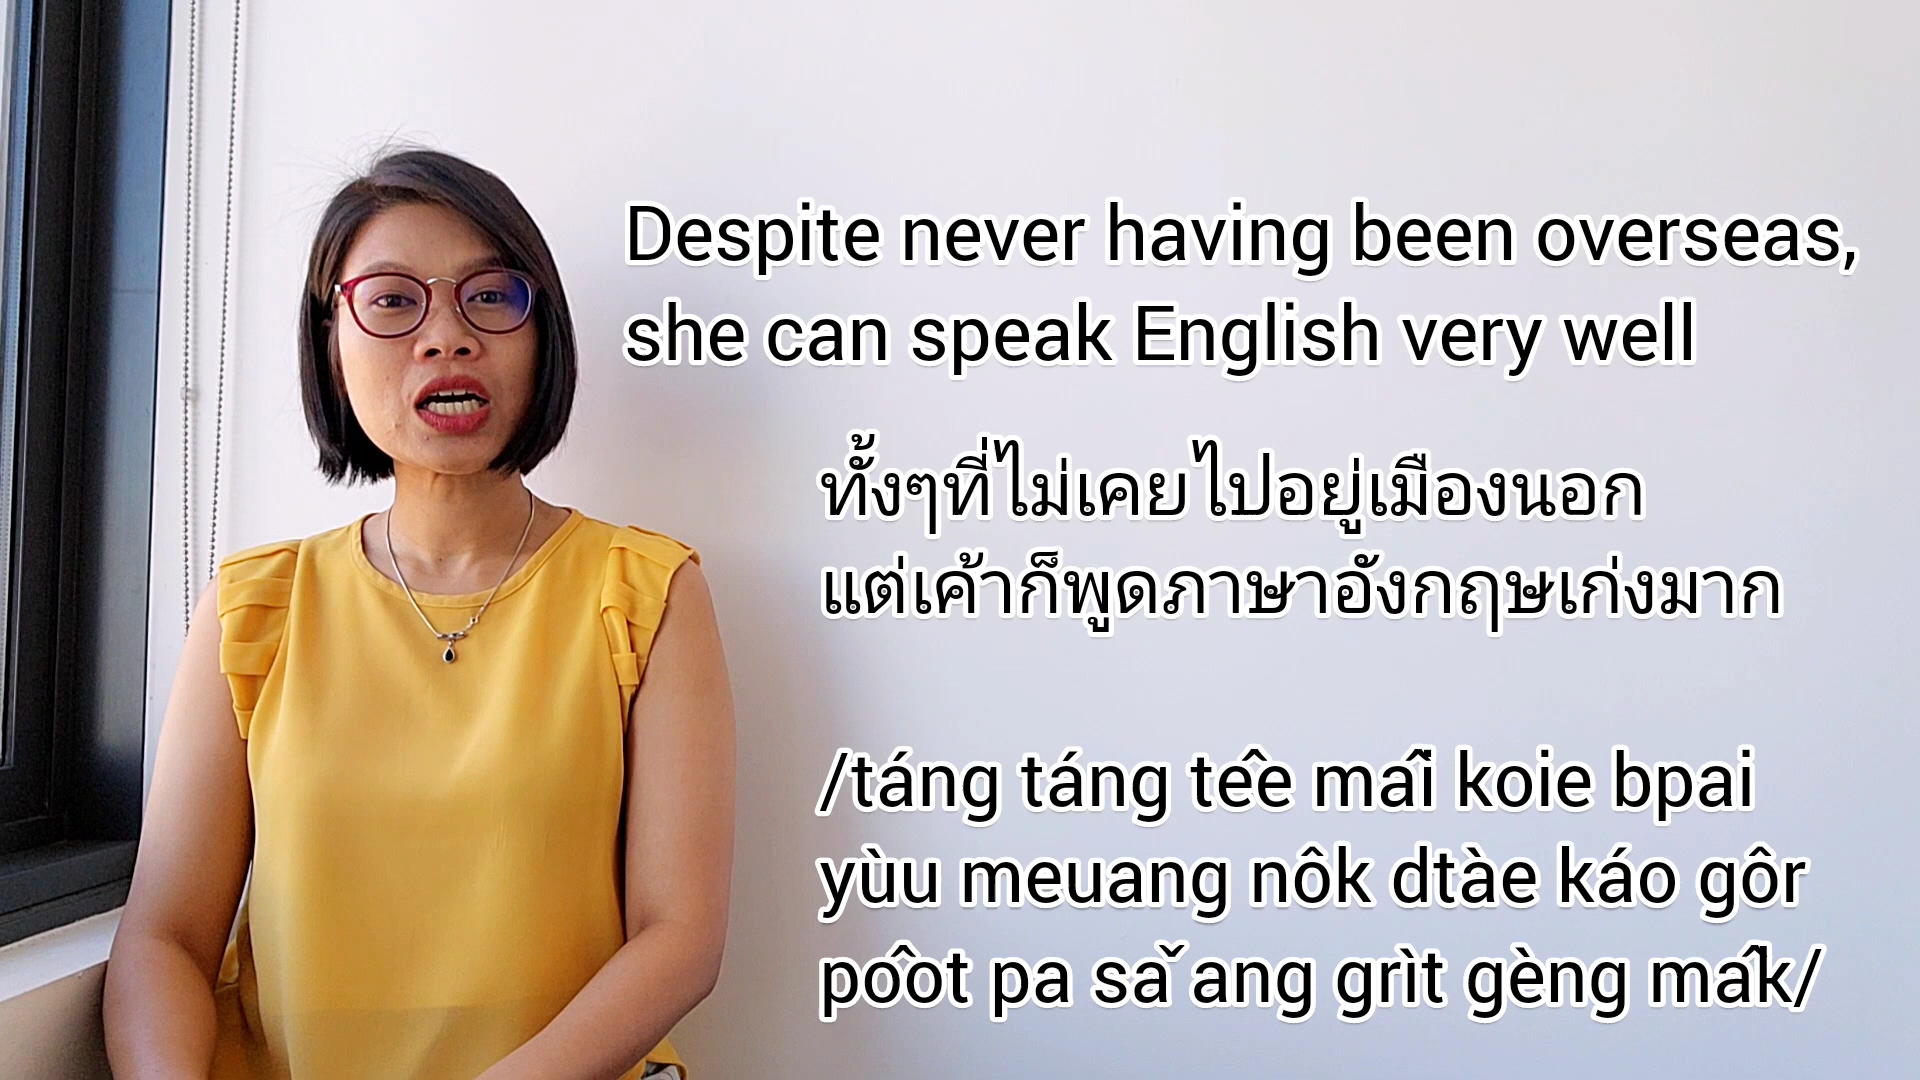 Despite never having been overseas,
she can speak English very well
ทั้งๆที่ไม่เคยไปอยู่เมืองนอก
แต่เค้าก็พูดภาษาอังกฤษเก่งมาก
/táng táng têe mâi koie bpai
yùu meuang nôk dtàe káo gôr
pôot pa sǎ ang grìt gèng mâk/